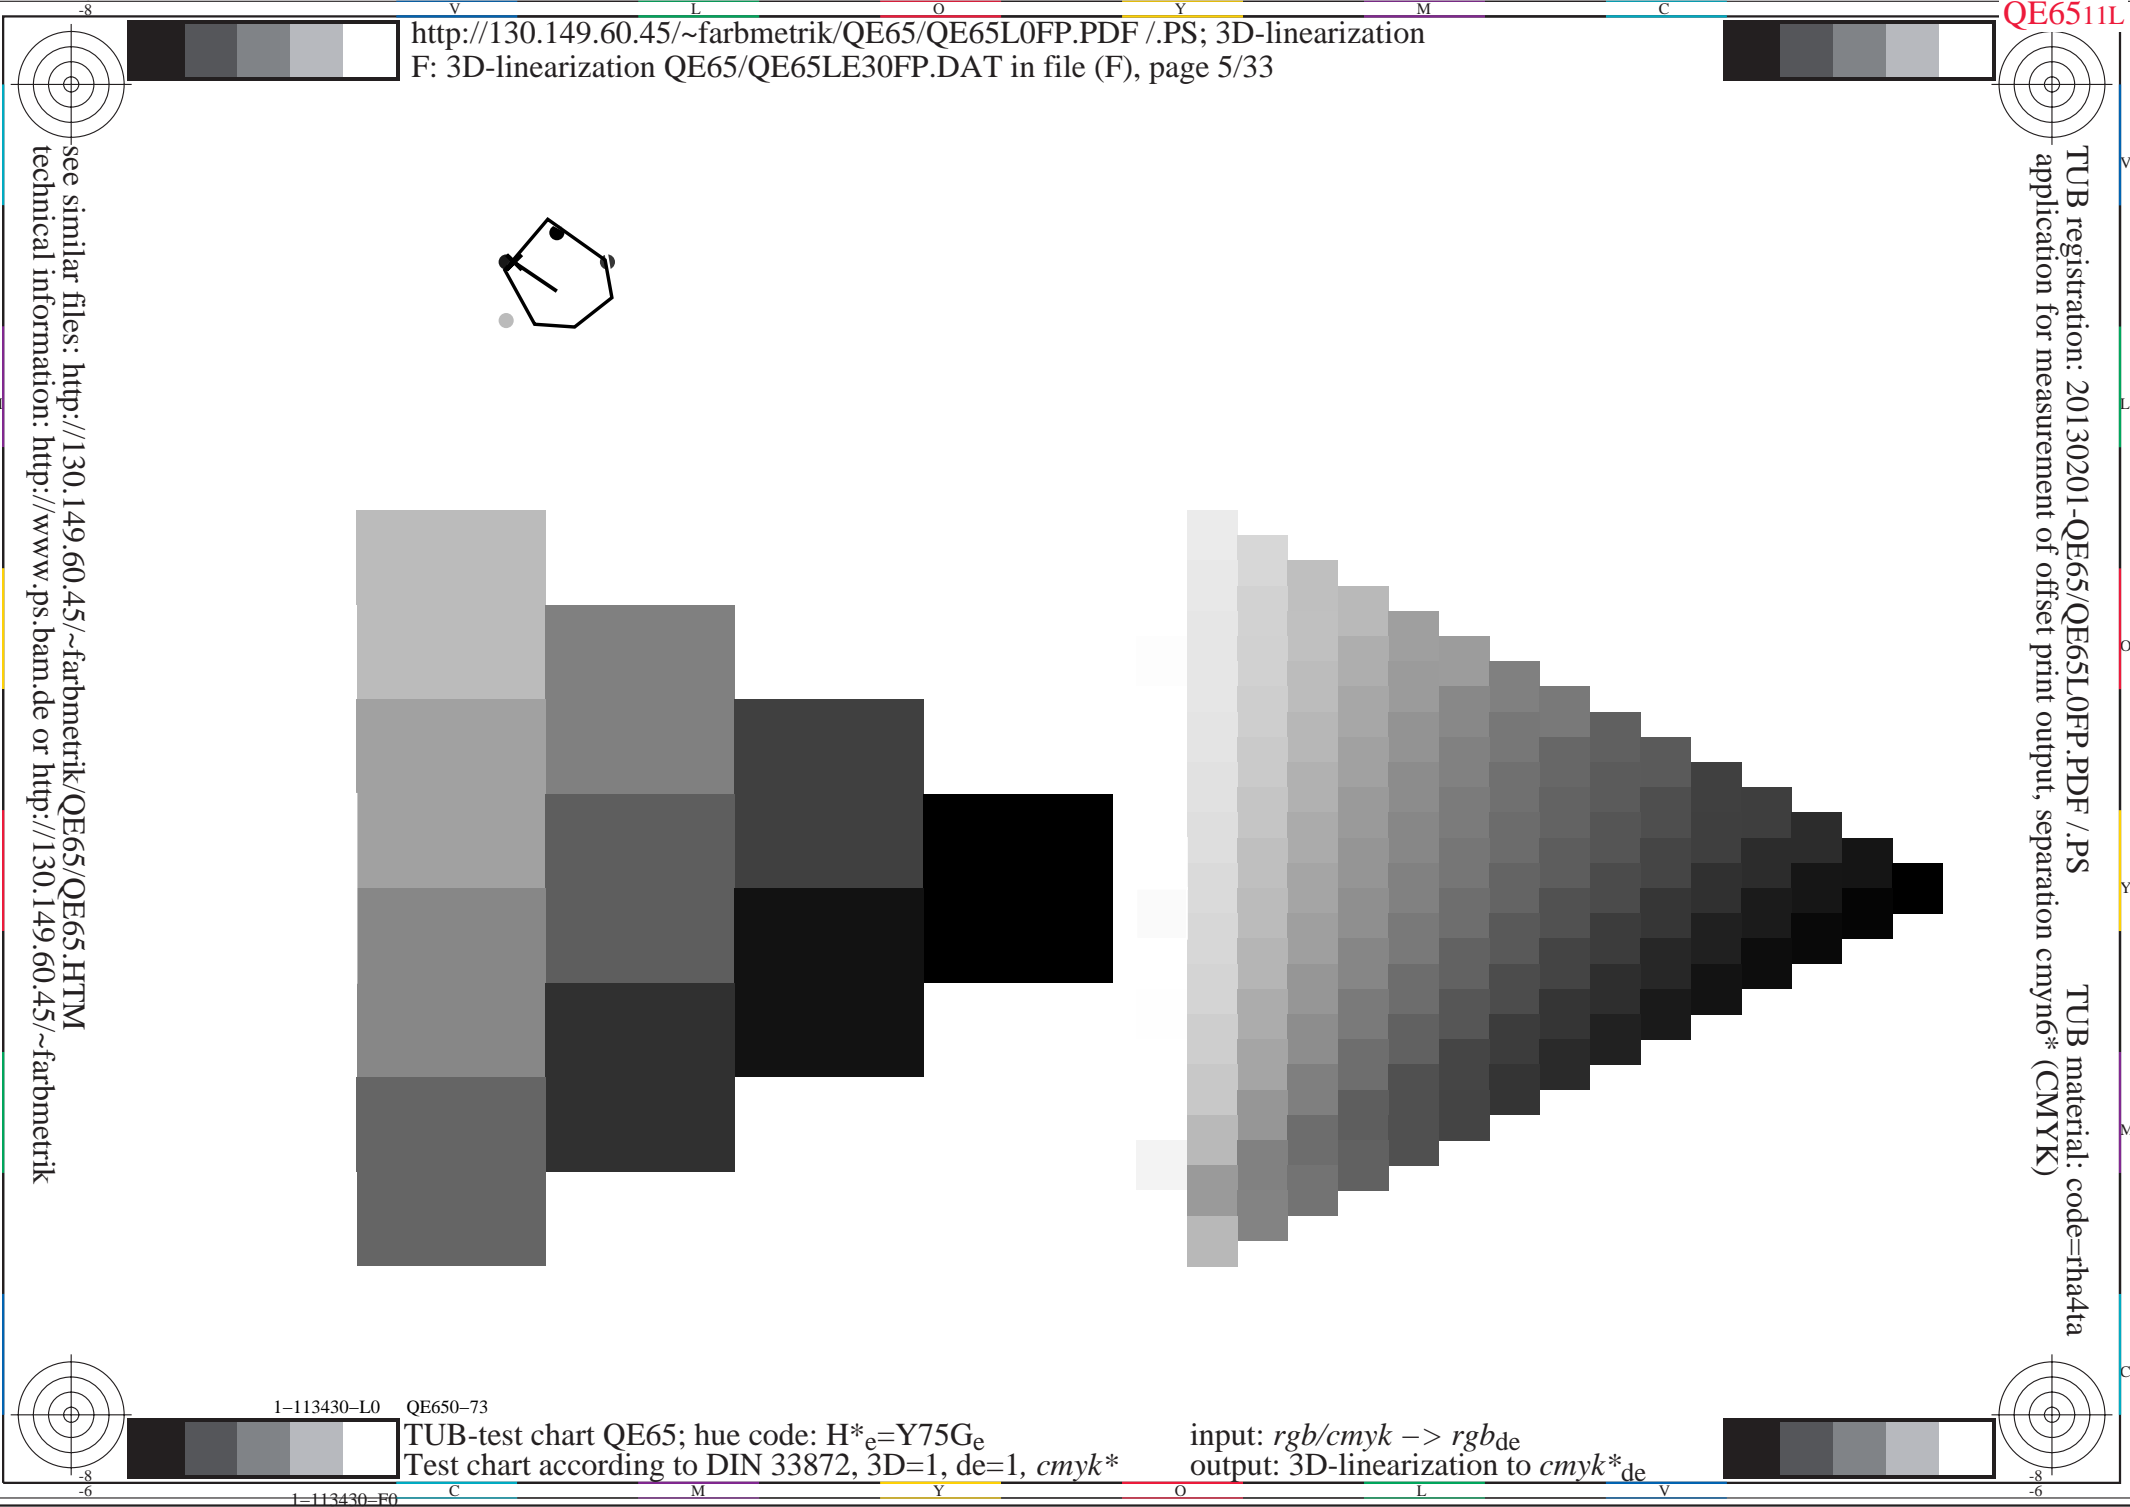 -8
V
L
O
Y
M
C
QE6511L
http://130.149.60.45/~farbmetrik/QE65/QE65L0FP.PDF /.PS; 3D-linearization
F: 3D-linearization QE65/QE65LE30FP.DAT in file (F), page 5/33
see similar files: http://130.149.60.45/~farbmetrik/QE65/QE65.HTM
technical information: http://www.ps.bam.de or http://130.149.60.45/~farbmetrik
TUB registration: 20130201-QE65/QE65L0FP.PDF /.PS
TUB material: code=rha4ta
application for measurement of offset print output, separation cmyn6* (CMYK)
V
L
O
Y
M
C
1-113430-L0
QE650-73
TUB-test chart QE65; hue code: H*e=Y75Ge
Test chart according to DIN 33872, 3D=1, de=1, cmyk*
input: rgb/cmyk -> rgbde
output: 3D-linearization to cmyk*de
-8
-8
-6
1-113430-F0
C
M
Y
O
L
V
-6